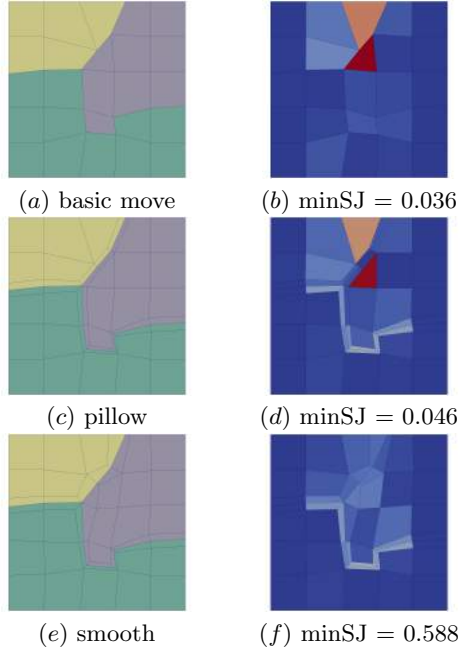 (a) basic move
(b) minSJ = 0.036
(c) pillow
(d) minSJ = 0.046
(e) smooth
(f) minSJ = 0.588